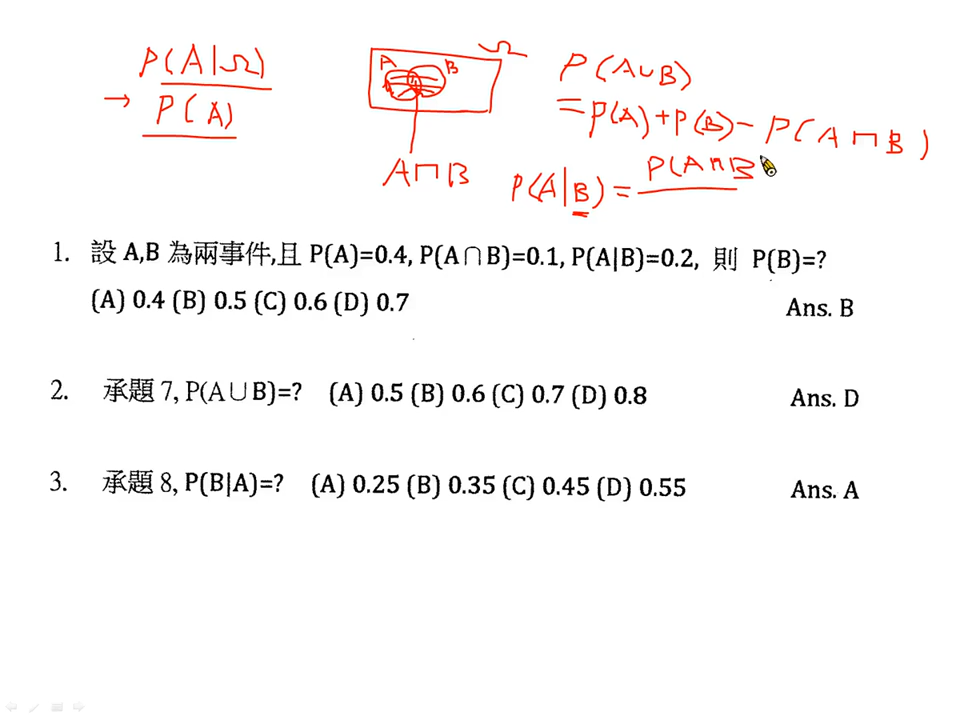 P(A|Ω)
→ P(A)
Ω
A B
A∩B
P(A∪B)
=P(A)+P(B)-P(A∩B)
P(A|B)=P(A∩B
1. 設 A,B 為兩事件,且 P(A)=0.4, P(A∩B)=0.1, P(A|B)=0.2, 則 P(B)=?
(A) 0.4 (B) 0.5 (C) 0.6 (D) 0.7 Ans. B
2. 承題 7, P(A∪B)=? (A) 0.5 (B) 0.6 (C) 0.7 (D) 0.8 Ans. D
3. 承題 8, P(B|A)=? (A) 0.25 (B) 0.35 (C) 0.45 (D) 0.55 Ans. A